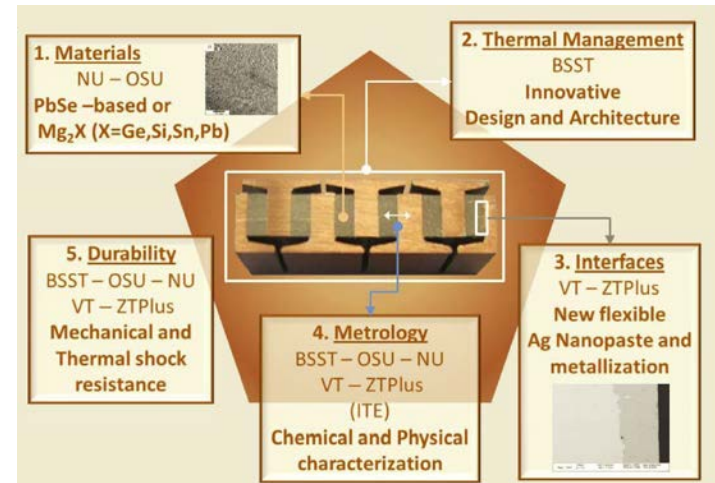 1. Materials
NU – OSU
PbSe –based or
Mg₂X (X=Ge,Si,Sn,Pb)
2. Thermal Management
BSST
Innovative
Design and Architecture
3. Interfaces
VT – ZTPlus
New flexible
Ag Nanopaste and
metallization
4. Metrology
BSST – OSU – NU
VT – ZTPlus
(ITE)
Chemical and Physical
characterization
5. Durability
BSST – OSU – NU
VT – ZTPlus
Mechanical and
Thermal shock
resistance